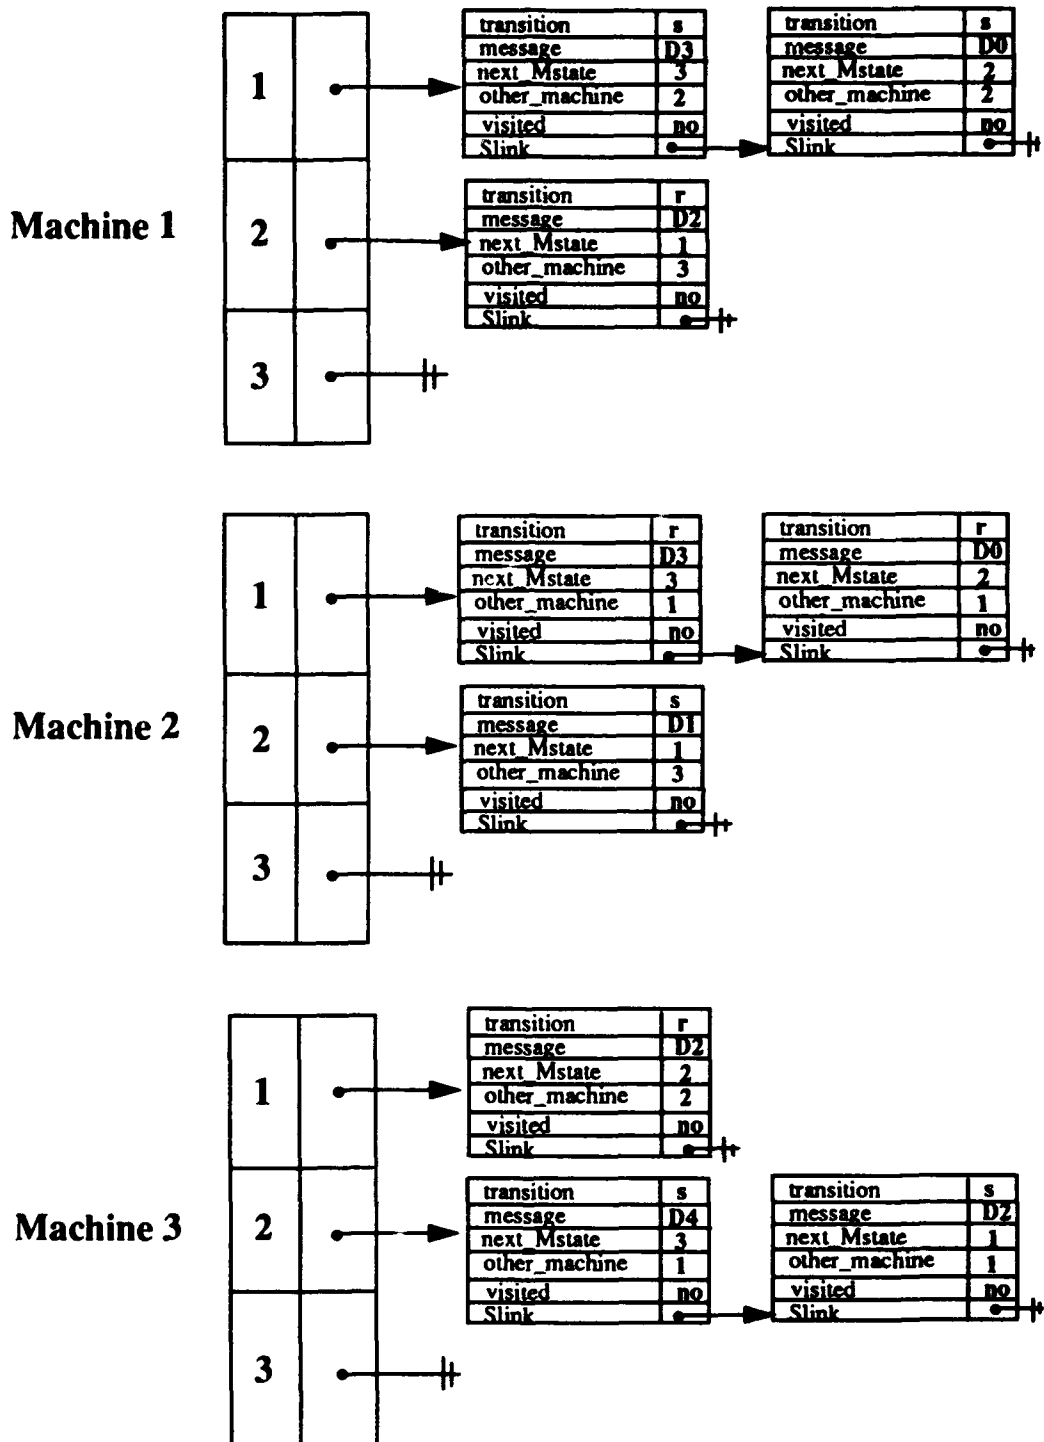 transition s
message D3
next_Mstate 3
other_machine 2
visited no
Slink
transition s
message D0
next_Mstate 2
other_machine 2
visited no
Slink
1
Machine 1
2
transition r
message D2
next_Mstate 1
other_machine 3
visited no
Slink
3
transition r
message D3
next_Mstate 3
other_machine 1
visited no
Slink
transition r
message D0
next_Mstate 2
other_machine 1
visited no
Slink
1
Machine 2
2
transition s
message D1
next_Mstate 1
other_machine 3
visited no
Slink
3
transition r
message D2
next_Mstate 2
other_machine 2
visited no
Slink
1
Machine 3
2
transition s
message D4
next_Mstate 3
other_machine 1
visited no
Slink
transition s
message D2
next_Mstate 1
other_machine 1
visited no
Slink
3